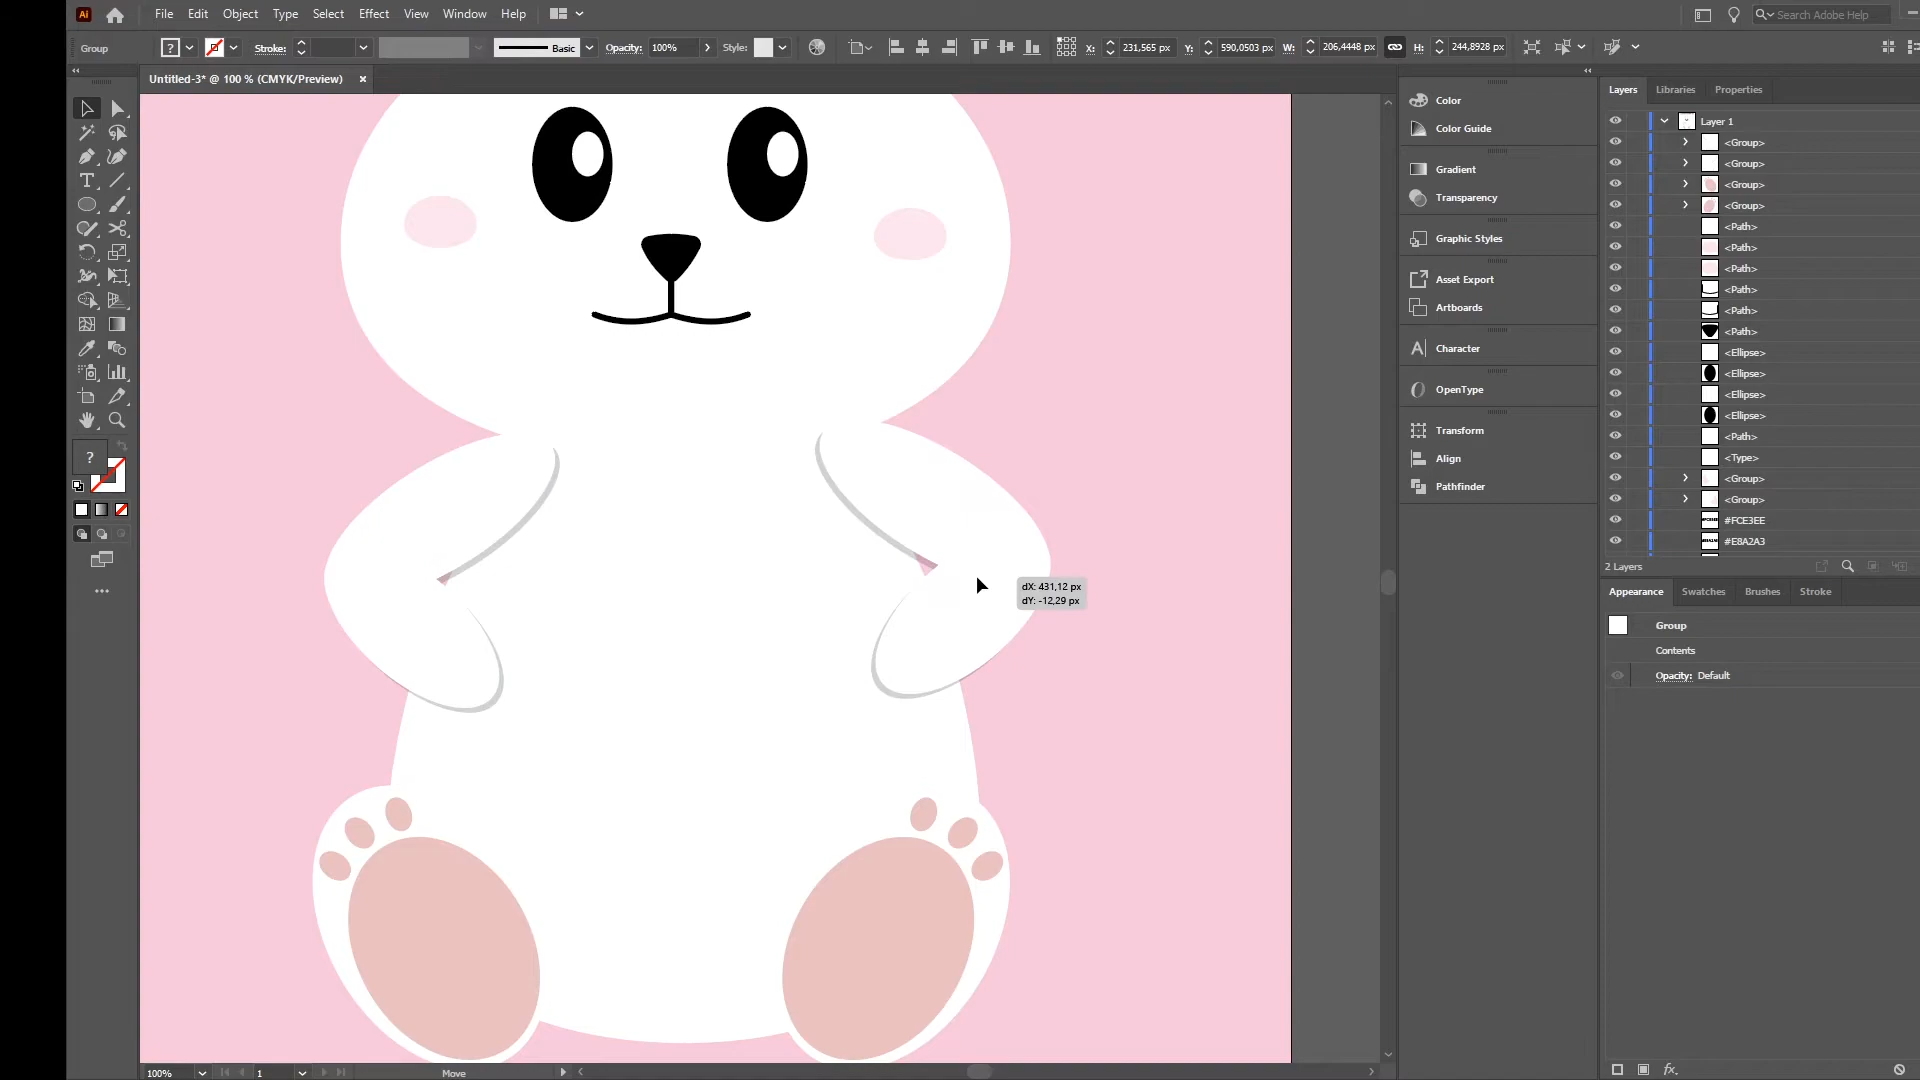 Ai File Edit Object Type Select Effect View Window Help Search Adobe Help
Group ? Stroke: Basic Opacity: 100% Style: X: 231,565 px Y: 590,0503 px W: 206,4448 px H: 244,8928 px
Untitled-3* @ 100 % (CMYK/Preview) ×
Color
Color Guide
Gradient
Transparency
Graphic Styles
Asset Export
Artboards
Character
OpenType
Transform
Align
Pathfinder
Layers Libraries Properties
Layer 1
<Group>
<Group>
<Group>
<Group>
<Path>
<Path>
<Path>
<Path>
<Path>
<Path>
<Ellipse>
<Ellipse>
<Ellipse>
<Ellipse>
<Path>
<Type>
<Group>
<Group>
#FCE3EE
#E8A2A3
2 Layers
Appearance Swatches Brushes Stroke
Group
Contents
Opacity: Default
fx.
?
dX: 431,12 px
dY: -12,29 px
100% 1 Move